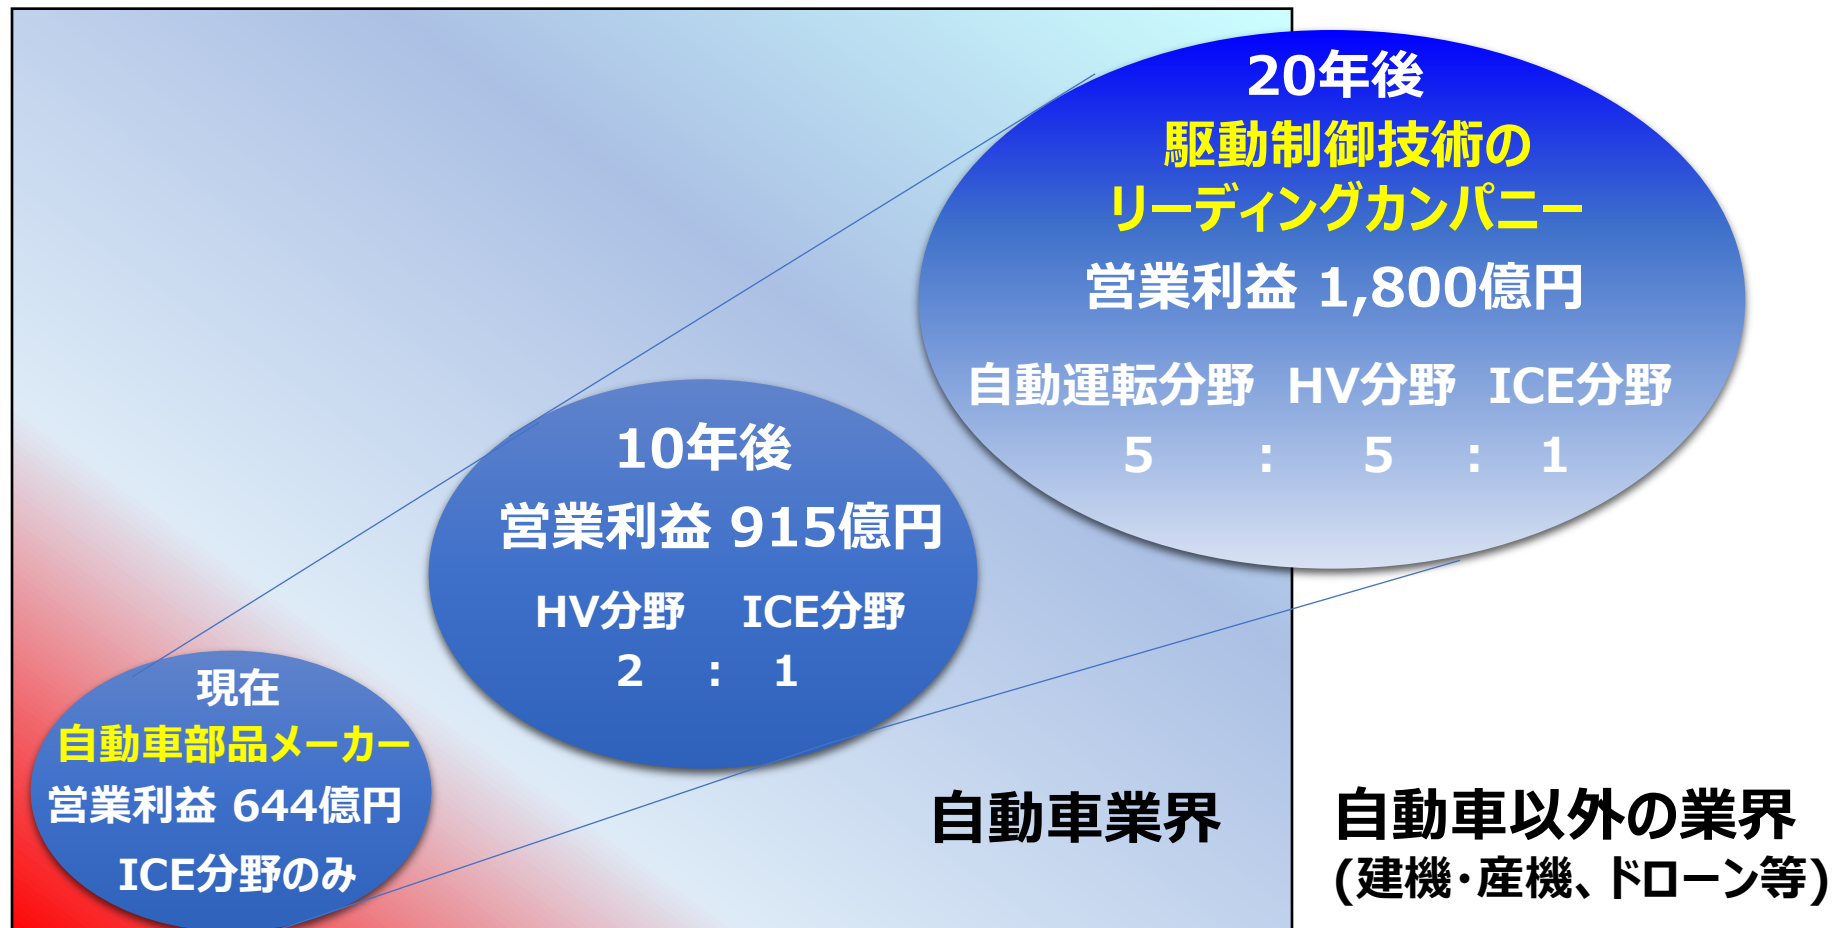 20年後
駆動制御技術の
リーディングカンパニー
営業利益 1,800億円
自動運転分野 HV分野 ICE分野
5 : 5 : 1
10年後
営業利益 915億円
HV分野 ICE分野
2 : 1
現在
自動車部品メーカー
営業利益 644億円
ICE分野のみ
自動車業界
自動車以外の業界
(建機・産機、ドローン等)